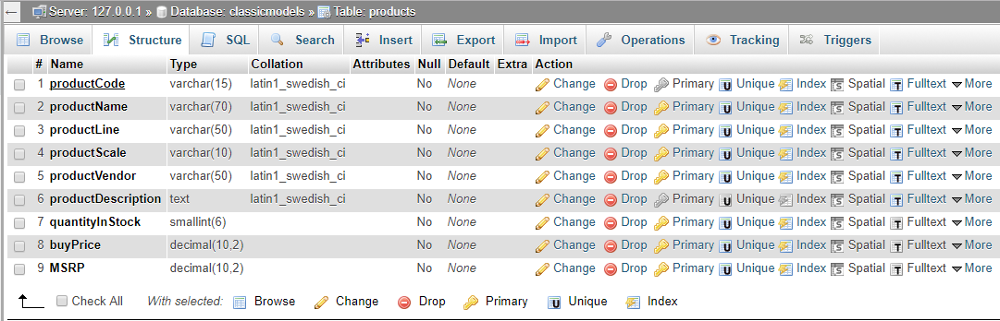 Server: 127.0.0.1 » Database: classicmodels » Table: products
Browse Structure SQL Search Insert Export Import Operations Tracking Triggers
# Name Type Collation Attributes Null Default Extra Action
1 productCode varchar(15) latin1_swedish_ci No None Change Drop Primary Unique Index Spatial Fulltext More
2 productName varchar(70) latin1_swedish_ci No None Change Drop Primary Unique Index Spatial Fulltext More
3 productLine varchar(50) latin1_swedish_ci No None Change Drop Primary Unique Index Spatial Fulltext More
4 productScale varchar(10) latin1_swedish_ci No None Change Drop Primary Unique Index Spatial Fulltext More
5 productVendor varchar(50) latin1_swedish_ci No None Change Drop Primary Unique Index Spatial Fulltext More
6 productDescription text latin1_swedish_ci No None Change Drop Primary Unique Index Spatial Fulltext More
7 quantityInStock smallint(6) No None Change Drop Primary Unique Index Spatial Fulltext More
8 buyPrice decimal(10,2) No None Change Drop Primary Unique Index Spatial Fulltext More
9 MSRP decimal(10,2) No None Change Drop Primary Unique Index Spatial Fulltext More
Check All With selected: Browse Change Drop Primary Unique Index